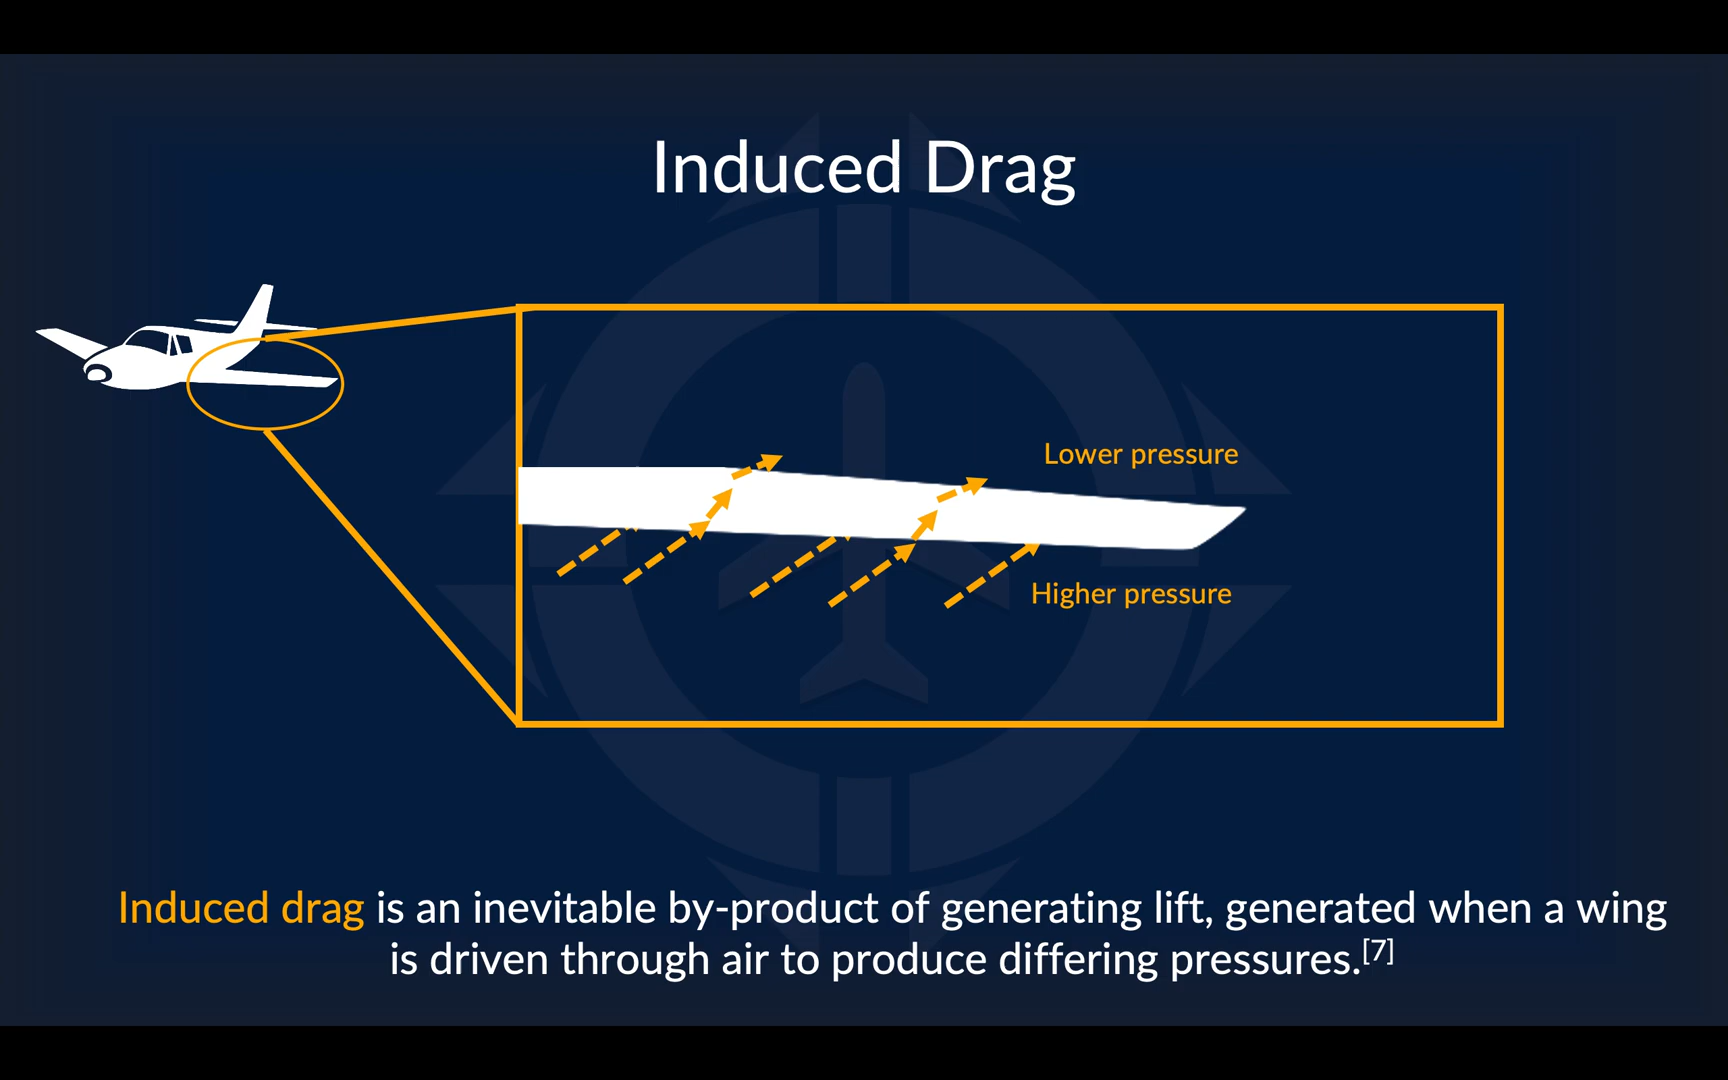 Induced Drag
Lower pressure
Higher pressure
Induced drag is an inevitable by-product of generating lift, generated when a wing
is driven through air to produce differing pressures.[7]